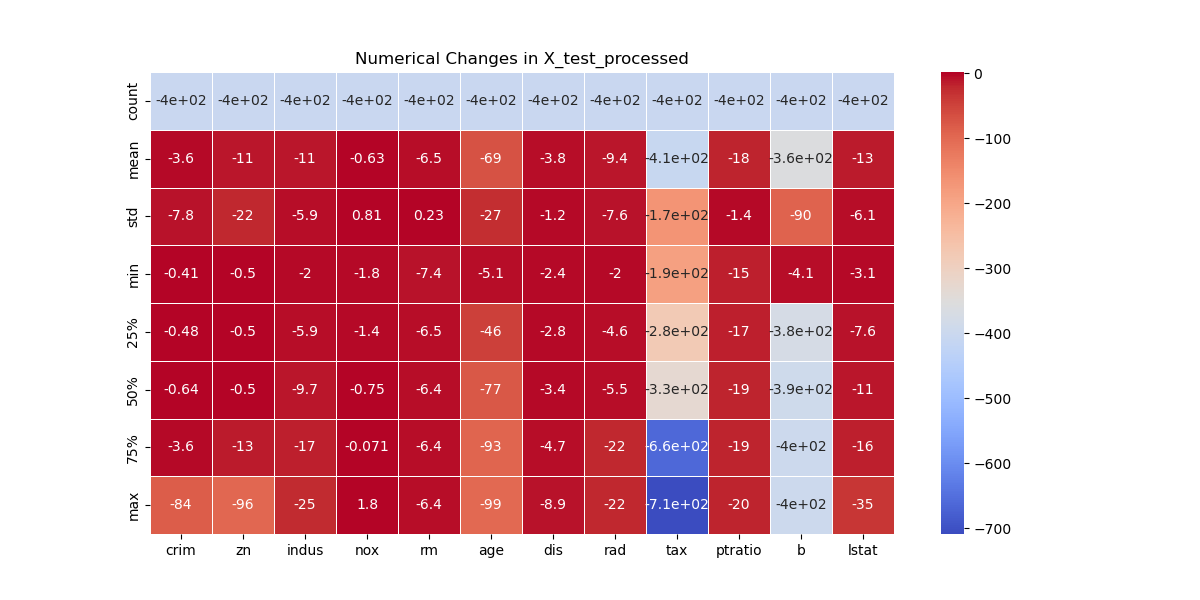 Numerical Changes in X_test_processed
count -4e+02 -4e+02 -4e+02 -4e+02 -4e+02 -4e+02 -4e+02 -4e+02 -4e+02 -4e+02 -4e+02 -4e+02
mean -3.6 -11 -11 -0.63 -6.5 -69 -3.8 -9.4 -4.1e+02 -18 -3.6e+02 -13
std -7.8 -22 -5.9 0.81 0.23 -27 -1.2 -7.6 -1.7e+02 -1.4 -90 -6.1
min -0.41 -0.5 -2 -1.8 -7.4 -5.1 -2.4 -2 -1.9e+02 -15 -4.1 -3.1
25% -0.48 -0.5 -5.9 -1.4 -6.5 -46 -2.8 -4.6 -2.8e+02 -17 -3.8e+02 -7.6
50% -0.64 -0.5 -9.7 -0.75 -6.4 -77 -3.4 -5.5 -3.3e+02 -19 -3.9e+02 -11
75% -3.6 -13 -17 -0.071 -6.4 -93 -4.7 -22 -6.6e+02 -19 -4e+02 -16
max -84 -96 -25 1.8 -6.4 -99 -8.9 -22 -7.1e+02 -20 -4e+02 -35
crim zn indus nox rm age dis rad tax ptratio b lstat
0
−100
−200
−300
−400
−500
−600
−700